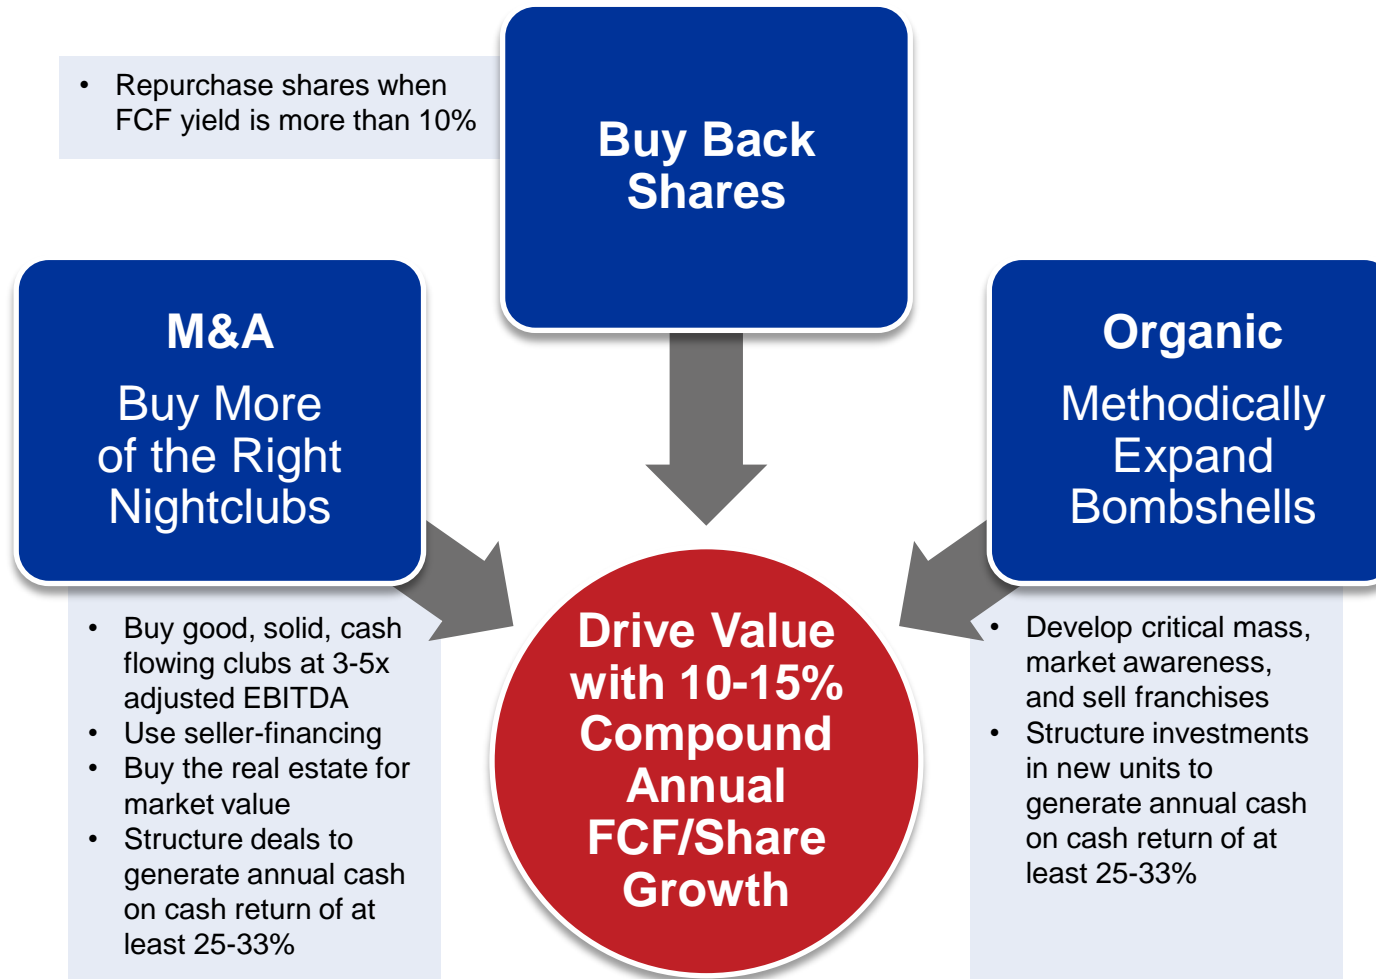 • Repurchase shares when
FCF yield is more than 10%
Buy Back
Shares
M&A
Buy More
of the Right
Nightclubs
• Buy good, solid, cash
flowing clubs at 3-5x
adjusted EBITDA
• Use seller-financing
• Buy the real estate for
market value
• Structure deals to
generate annual cash
on cash return of at
least 25-33%
Organic
Methodically
Expand
Bombshells
• Develop critical mass,
market awareness,
and sell franchises
• Structure investments
in new units to
generate annual cash
on cash return of at
least 25-33%
Drive Value
with 10-15%
Compound
Annual
FCF/Share
Growth